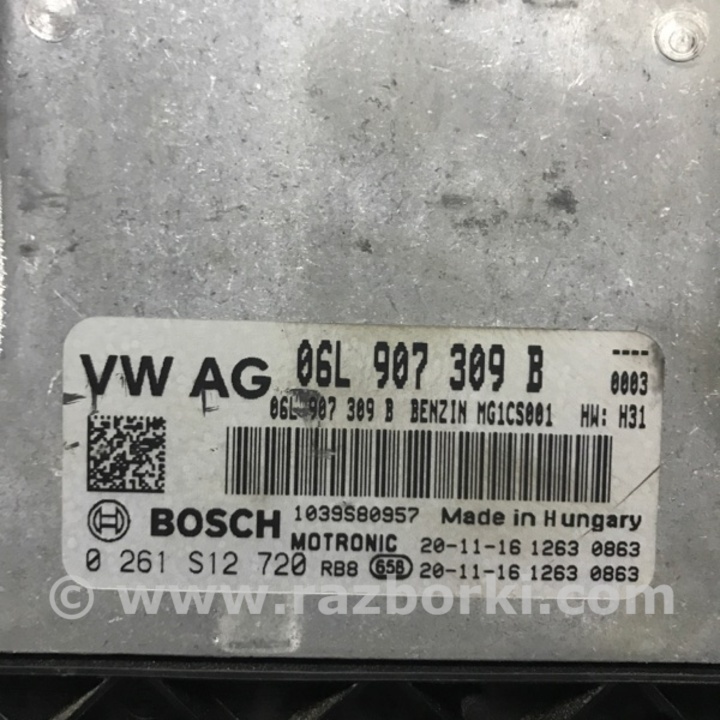 VW AG 06L 907 309 B ----
0003
06L 907 309 B BENZIN MG1CS001 HW: H31
BOSCH 1039S80957 Made in Hungary
MOTRONIC 20-11-16 1263 0863
0 261 S12 720 RB8 658 20-11-16 1263 0863
© www.razborki.com